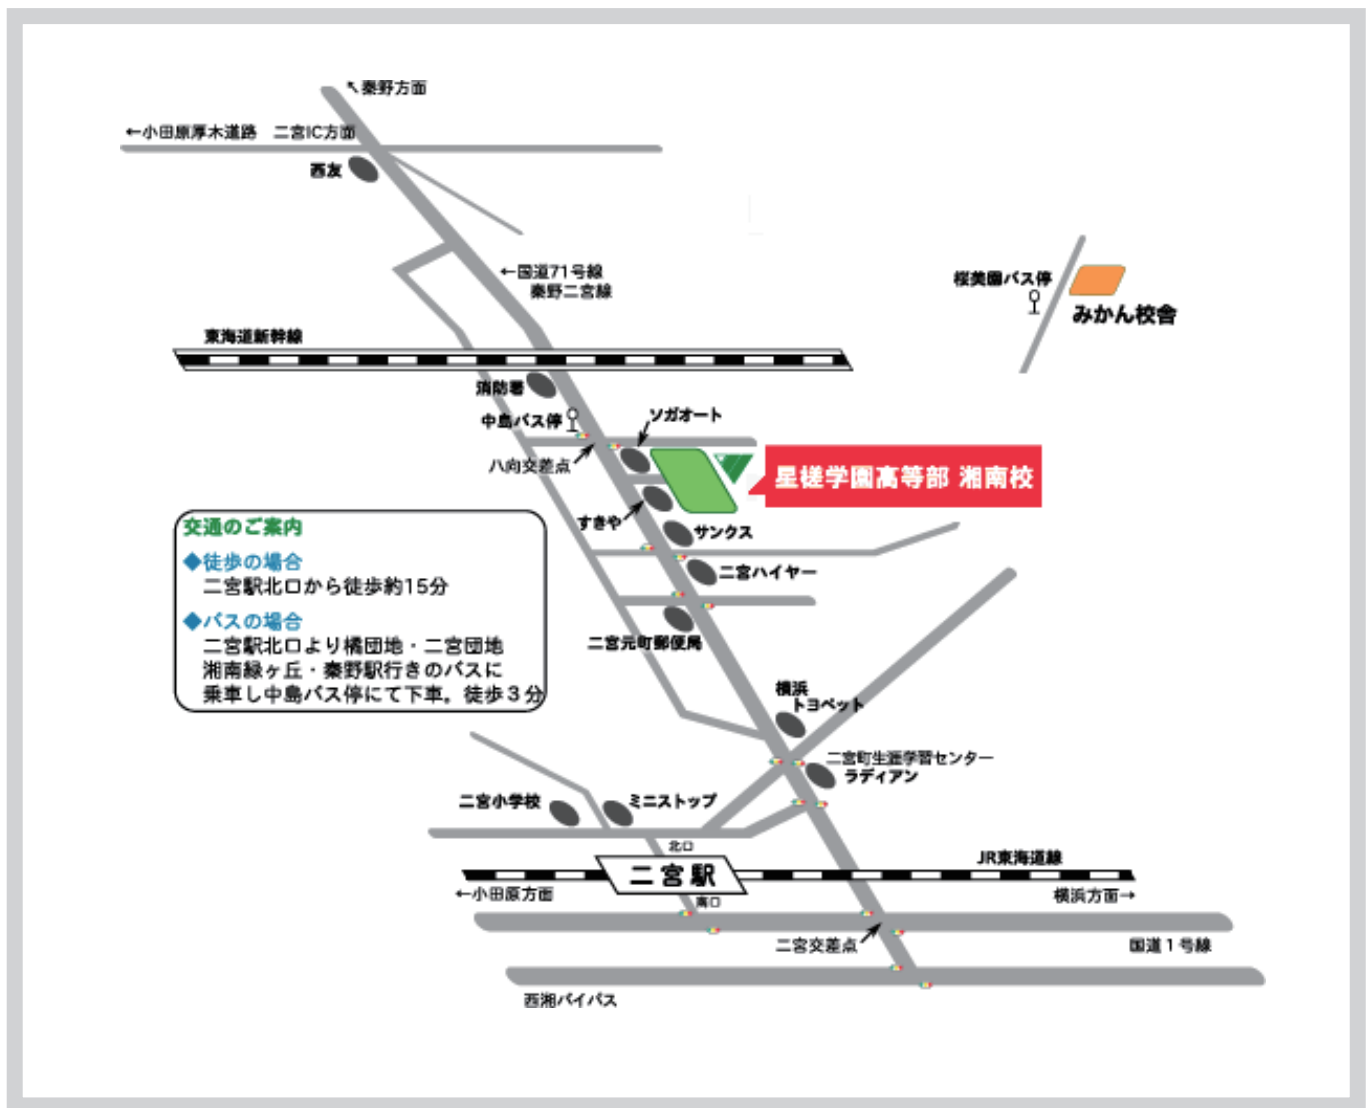 ↖秦野方面
←小田原厚木道路　二宮IC方面
西友
←国道71号線
秦野二宮線
桜美園バス停
みかん校舎
東海道新幹線
消防署
中島バス停
ソガオート
八向交差点
星槎学園高等部 湘南校
すきや
サンクス
交通のご案内
◆徒歩の場合
二宮駅北口から徒歩約15分
◆バスの場合
二宮駅北口より橘団地・二宮団地
湘南緑ヶ丘・秦野駅行きのバスに
乗車し中島バス停にて下車。徒歩３分
二宮ハイヤー
二宮元町郵便局
横浜
トヨペット
二宮町生涯学習センター
ラディアン
二宮小学校
ミニストップ
北口
二宮駅
JR東海道線
←小田原方面
南口
横浜方面→
二宮交差点
国道１号線
西湘バイパス